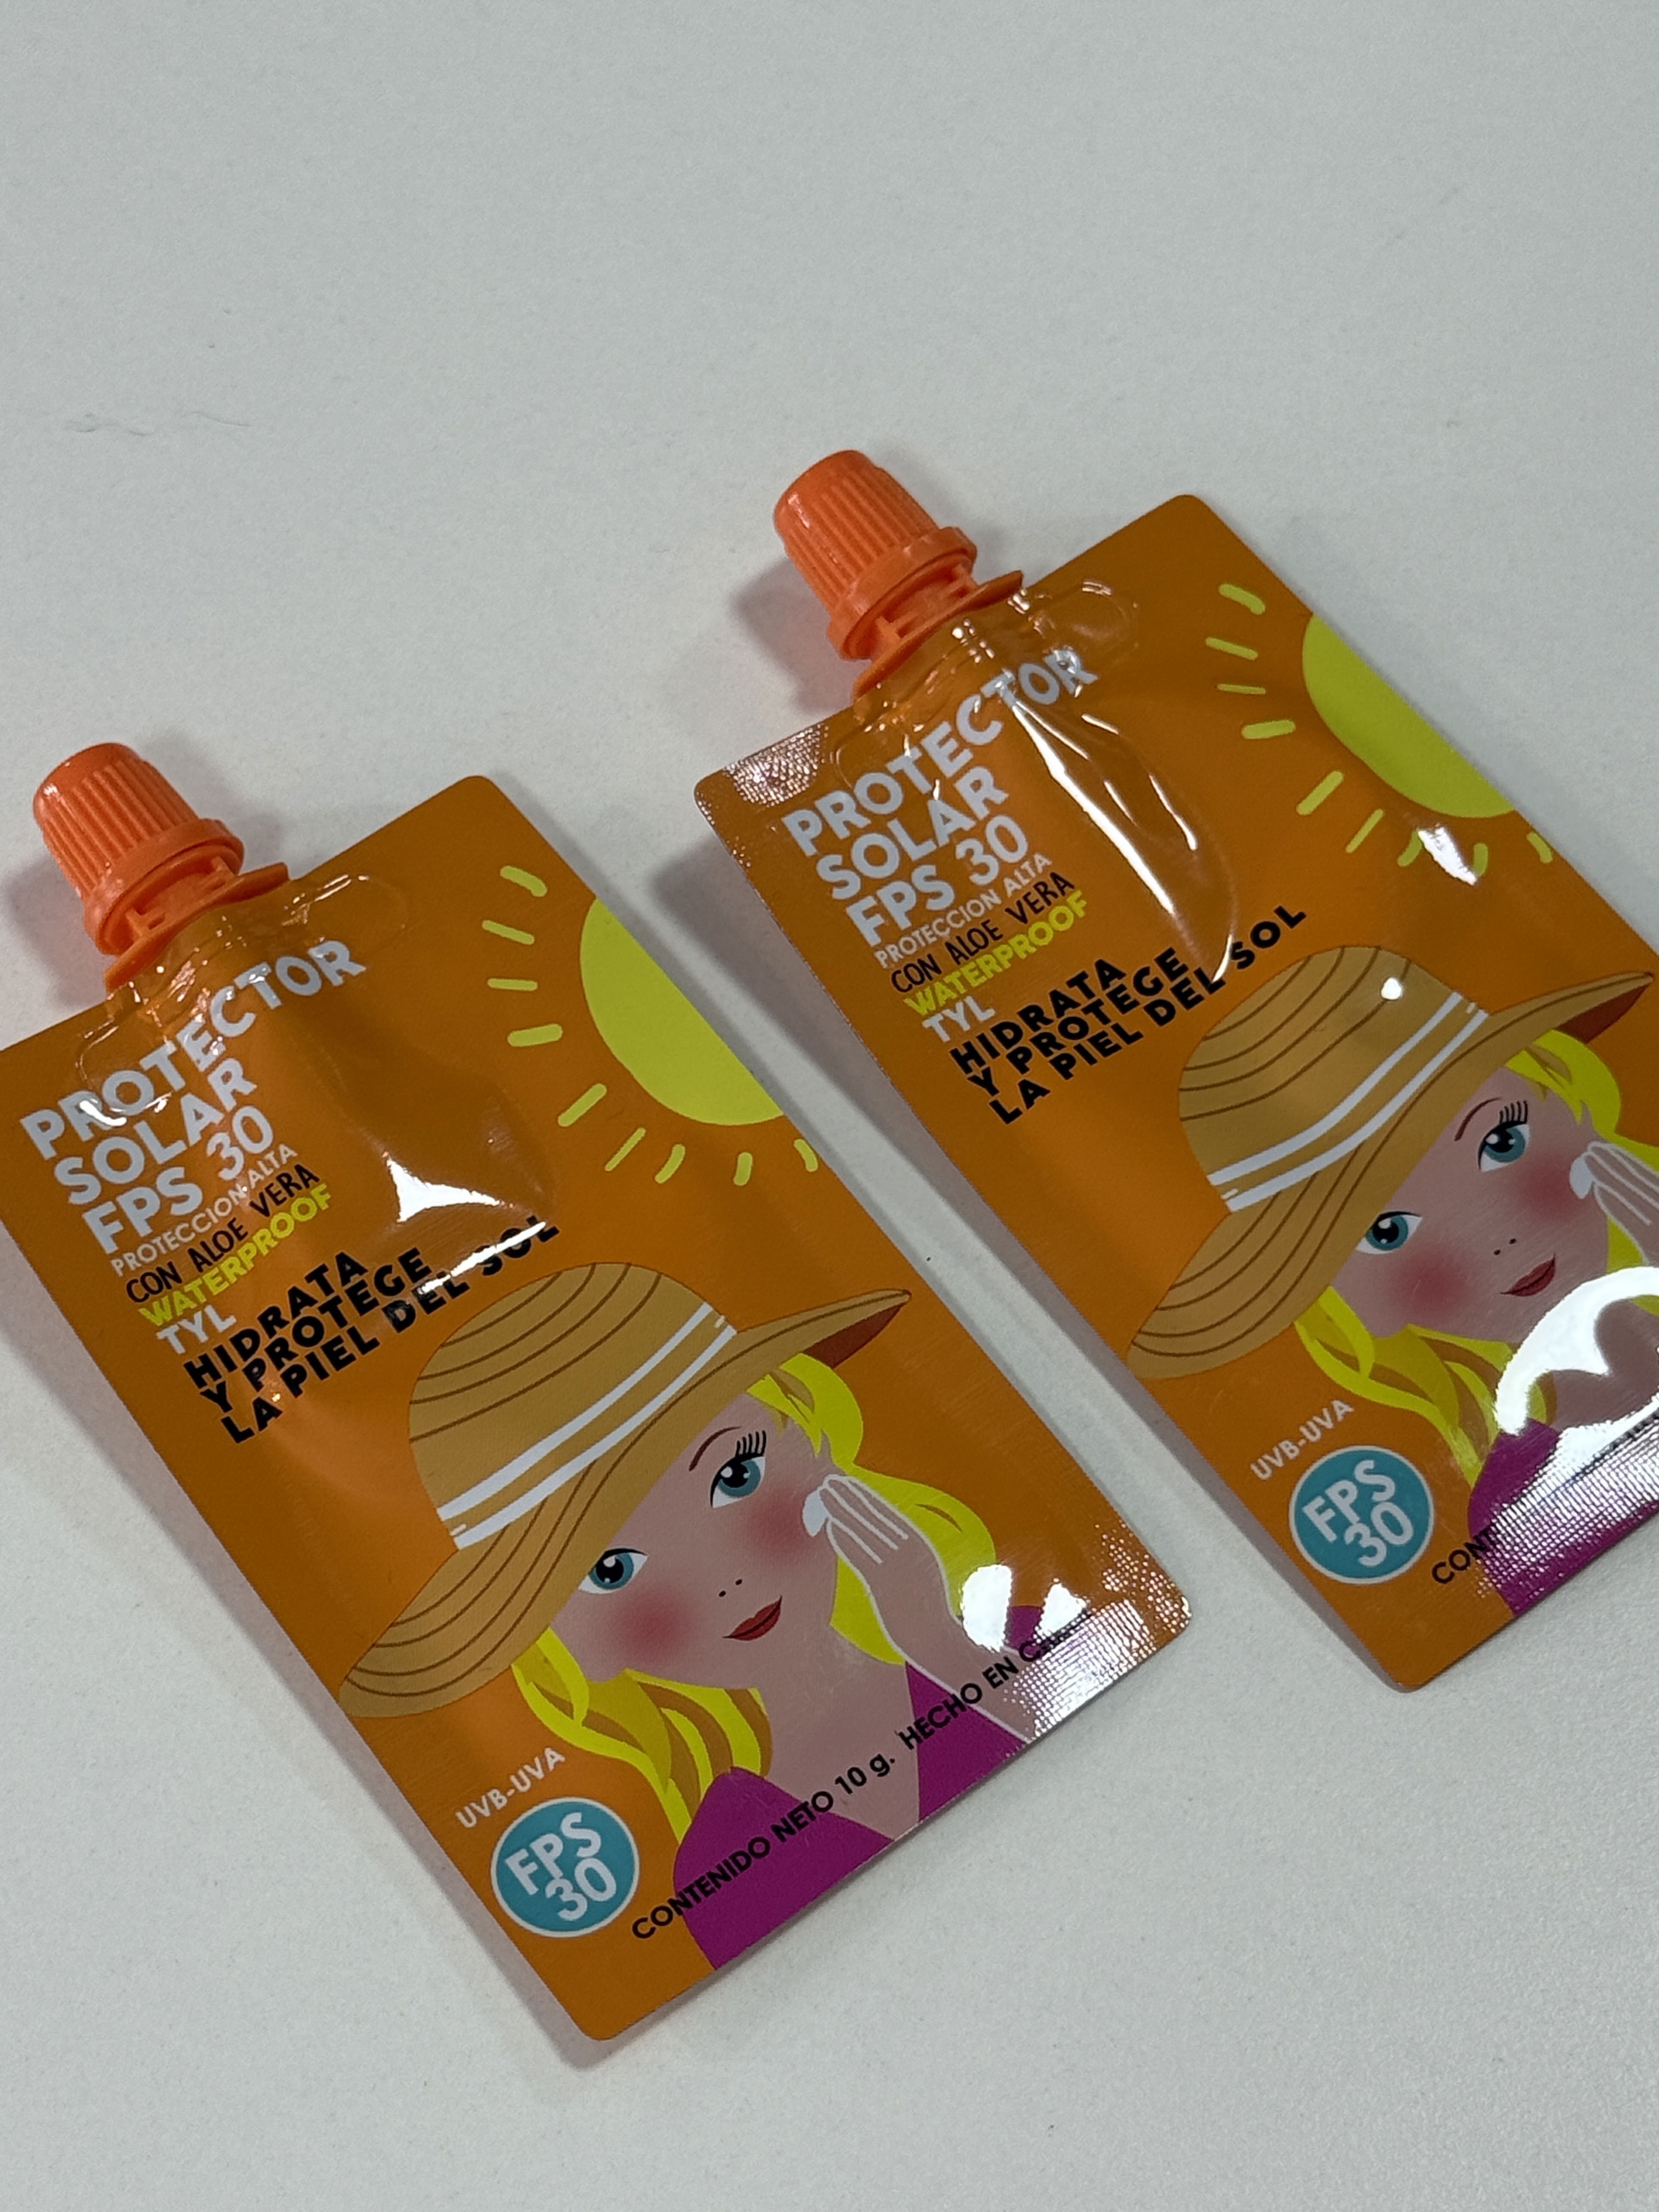 PROTECTOR
SOLAR
FPS 30
PROTECCION ALTA
CON ALOE VERA
WATERPROOF
TYL
HIDRATA
Y PROTEGE
LA PIEL DEL SOL
UVB-UVA
FPS
30
CONTENIDO NETO 10 g. HECHO EN
PROTECTOR
SOLAR
FPS 30
PROTECCION ALTA
CON ALOE VERA
WATERPROOF
TYL
HIDRATA
Y PROTEGE
LA PIEL DEL SOL
UVB-UVA
FPS
30